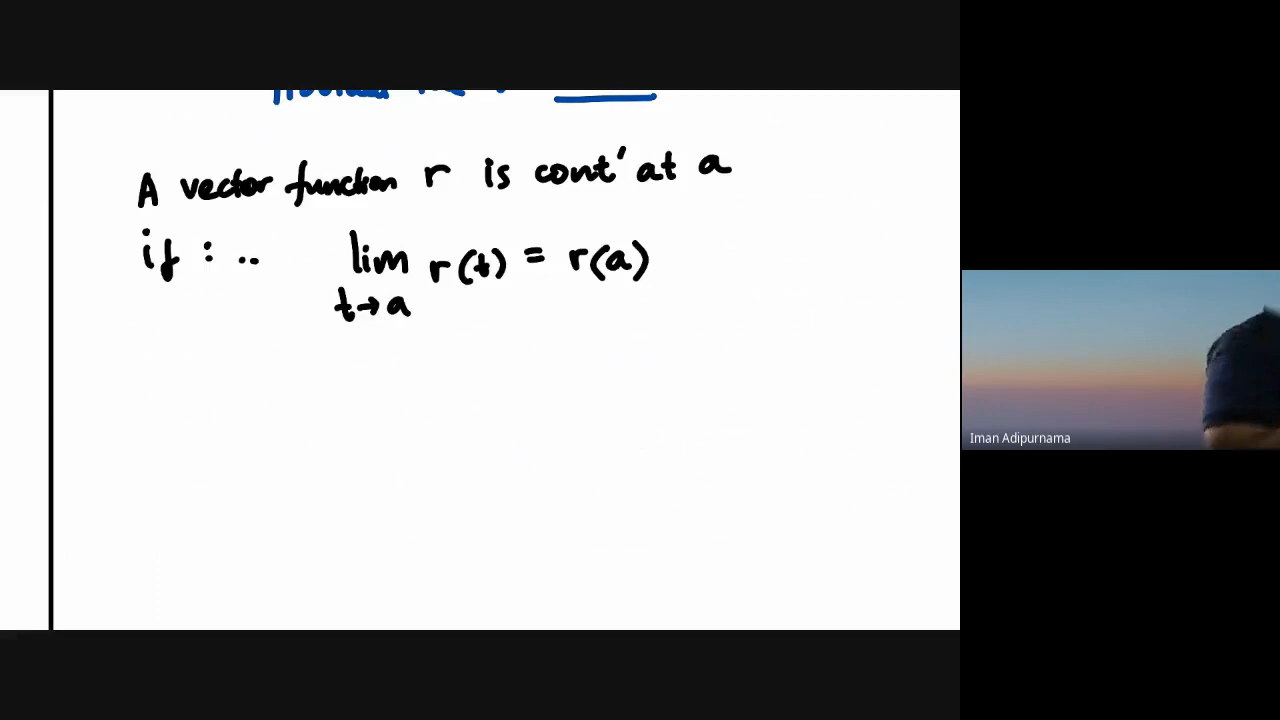 A vector function r is cont' at a
if : .. lim r(t) = r(a)
t→a
Iman Adipurnama